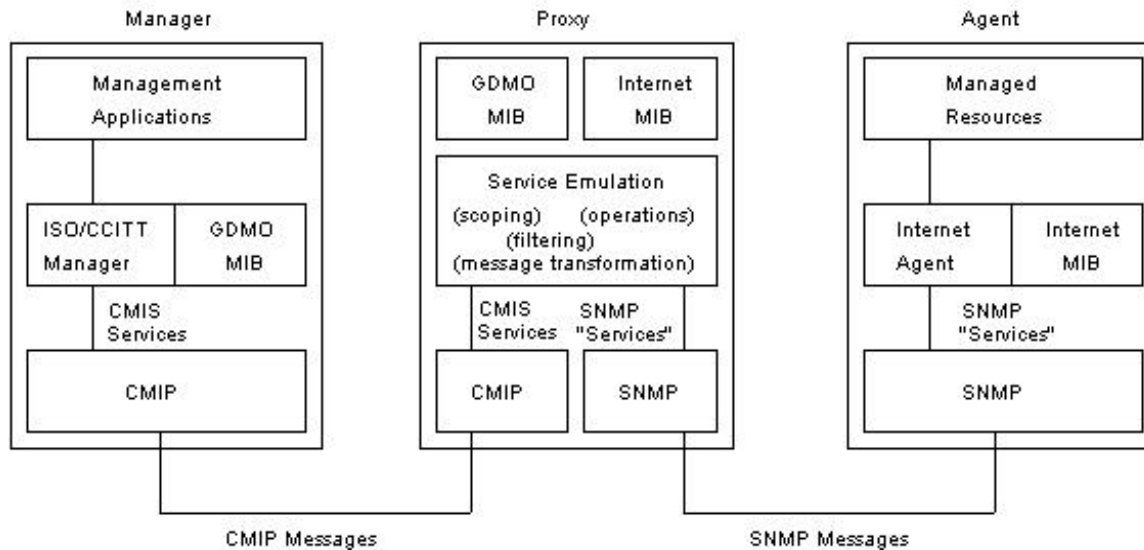 Manager
Proxy
Agent
Management
Applications
ISO/CCITT
Manager
GDMO
MIB
CMIS
Services
CMIP
GDMO
MIB
Internet
MIB
Service Emulation
(scoping) (operations)
(filtering)
(message transformation)
CMIS
Services
SNMP
"Services"
CMIP
SNMP
Managed
Resources
Internet
Agent
Internet
MIB
SNMP
"Services"
SNMP
CMIP Messages
SNMP Messages